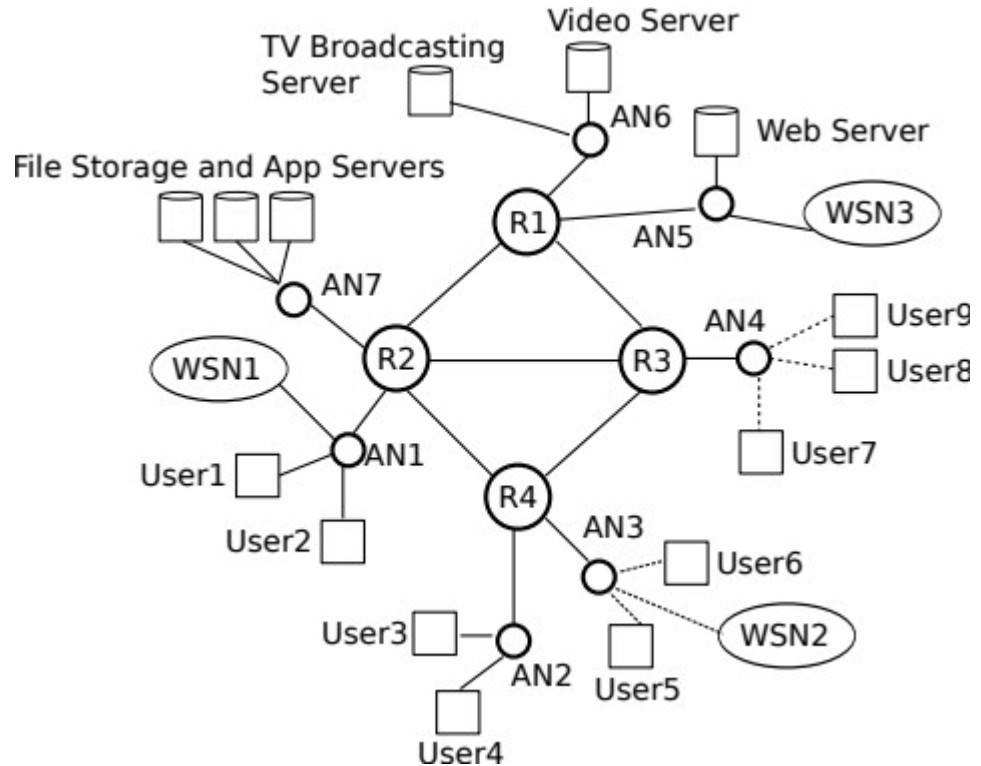 Video Server
TV Broadcasting
Server
AN6
Web Server
File Storage and App Servers
R1
WSN3
AN5
AN7
AN4
User9
WSN1
R2
R3
User8
AN1
User7
User1
R4
AN3
User2
User6
User3
WSN2
AN2
User5
User4